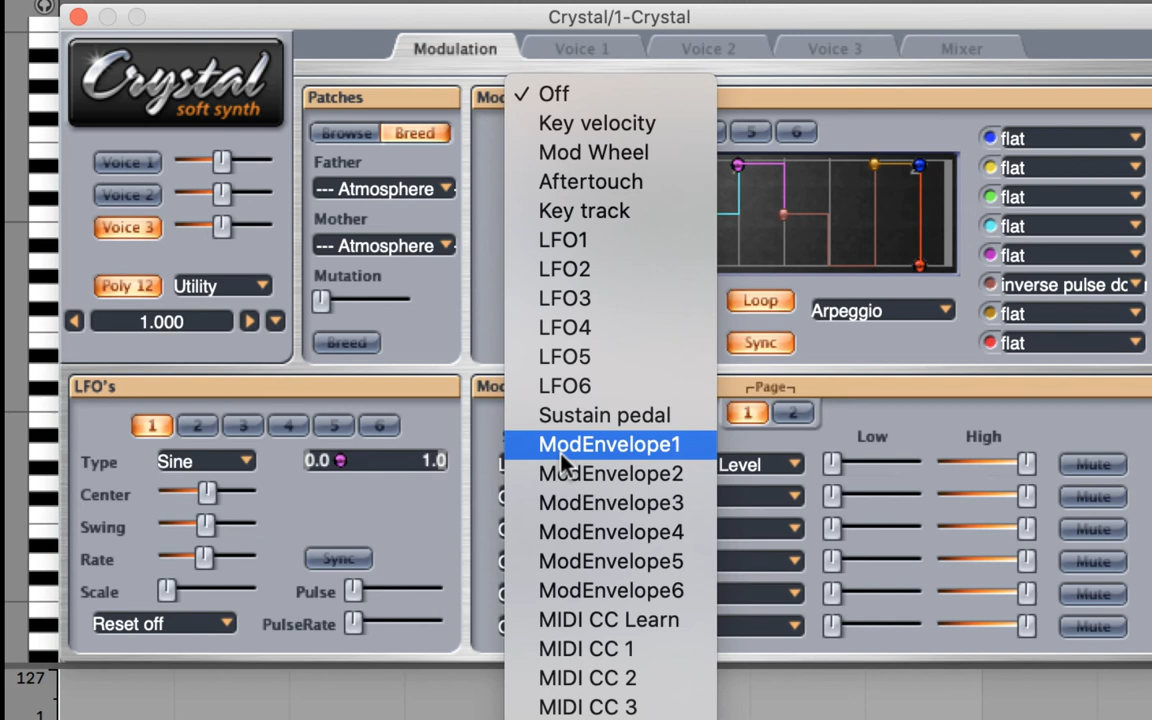 Crystal/1-Crystal
Crystal
soft synth
Modulation
Voice 1
Voice 2
Voice 3
Mixer
Voice 1
Voice 2
Voice 3
Poly 12
Utility
1.000
Patches
Browse
Breed
Father
--- Atmosphere
Mother
--- Atmosphere
Mutation
Breed
Mod
✓ Off
Key velocity
Mod Wheel
Aftertouch
Key track
LFO1
LFO2
LFO3
LFO4
LFO5
LFO6
Sustain pedal
ModEnvelope1
ModEnvelope2
ModEnvelope3
ModEnvelope4
ModEnvelope5
ModEnvelope6
MIDI CC Learn
MIDI CC 1
MIDI CC 2
MIDI CC 3
5
6
Loop
Arpeggio
Sync
flat
flat
flat
flat
flat
inverse pulse do
flat
flat
LFO's
1
2
3
4
5
6
Type
Sine
0.0
1.0
Center
Swing
Rate
Sync
Scale
Pulse
Reset off
PulseRate
Mod
Page
1
2
Low
High
Level
Mute
Mute
Mute
Mute
Mute
Mute
127
1